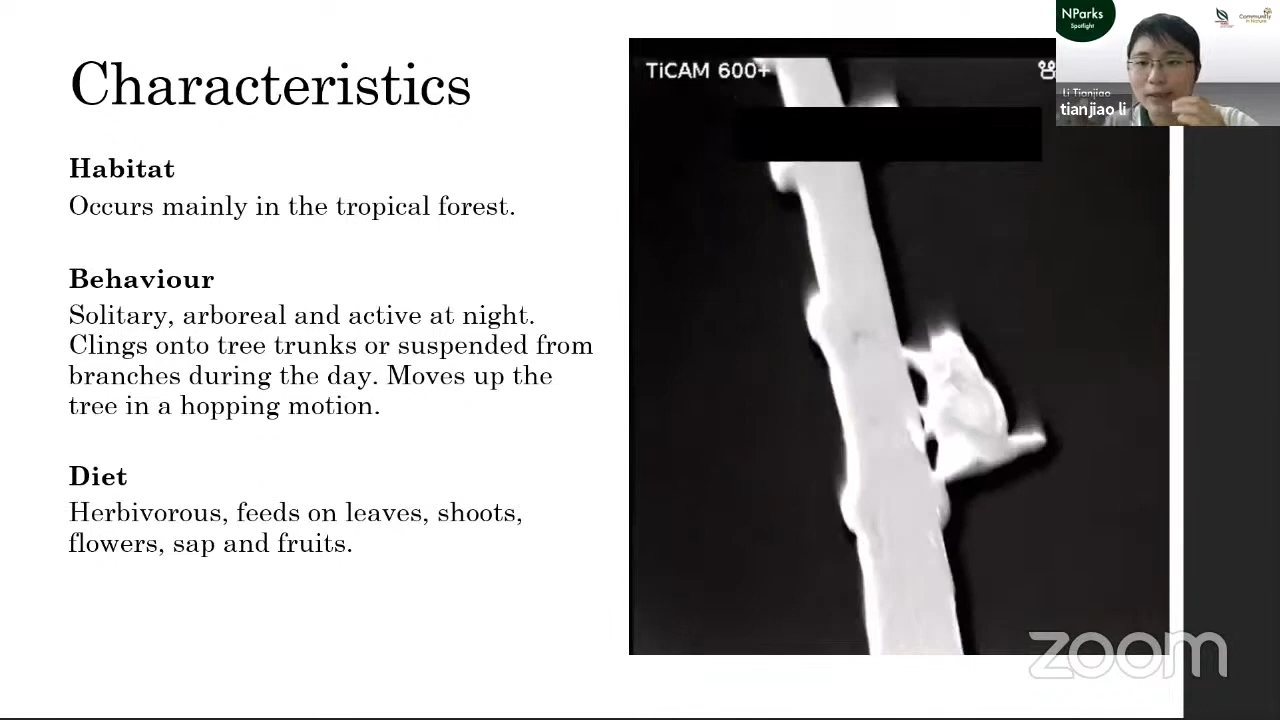 Characteristics
Habitat
Occurs mainly in the tropical forest.
Behaviour
Solitary, arboreal and active at night.
Clings onto tree trunks or suspended from
branches during the day. Moves up the
tree in a hopping motion.
Diet
Herbivorous, feeds on leaves, shoots,
flowers, sap and fruits.
TiCAM 600+
NParks
Spotlight
Community
in Nature
Li Tianjiao
tianjiao li
zoom